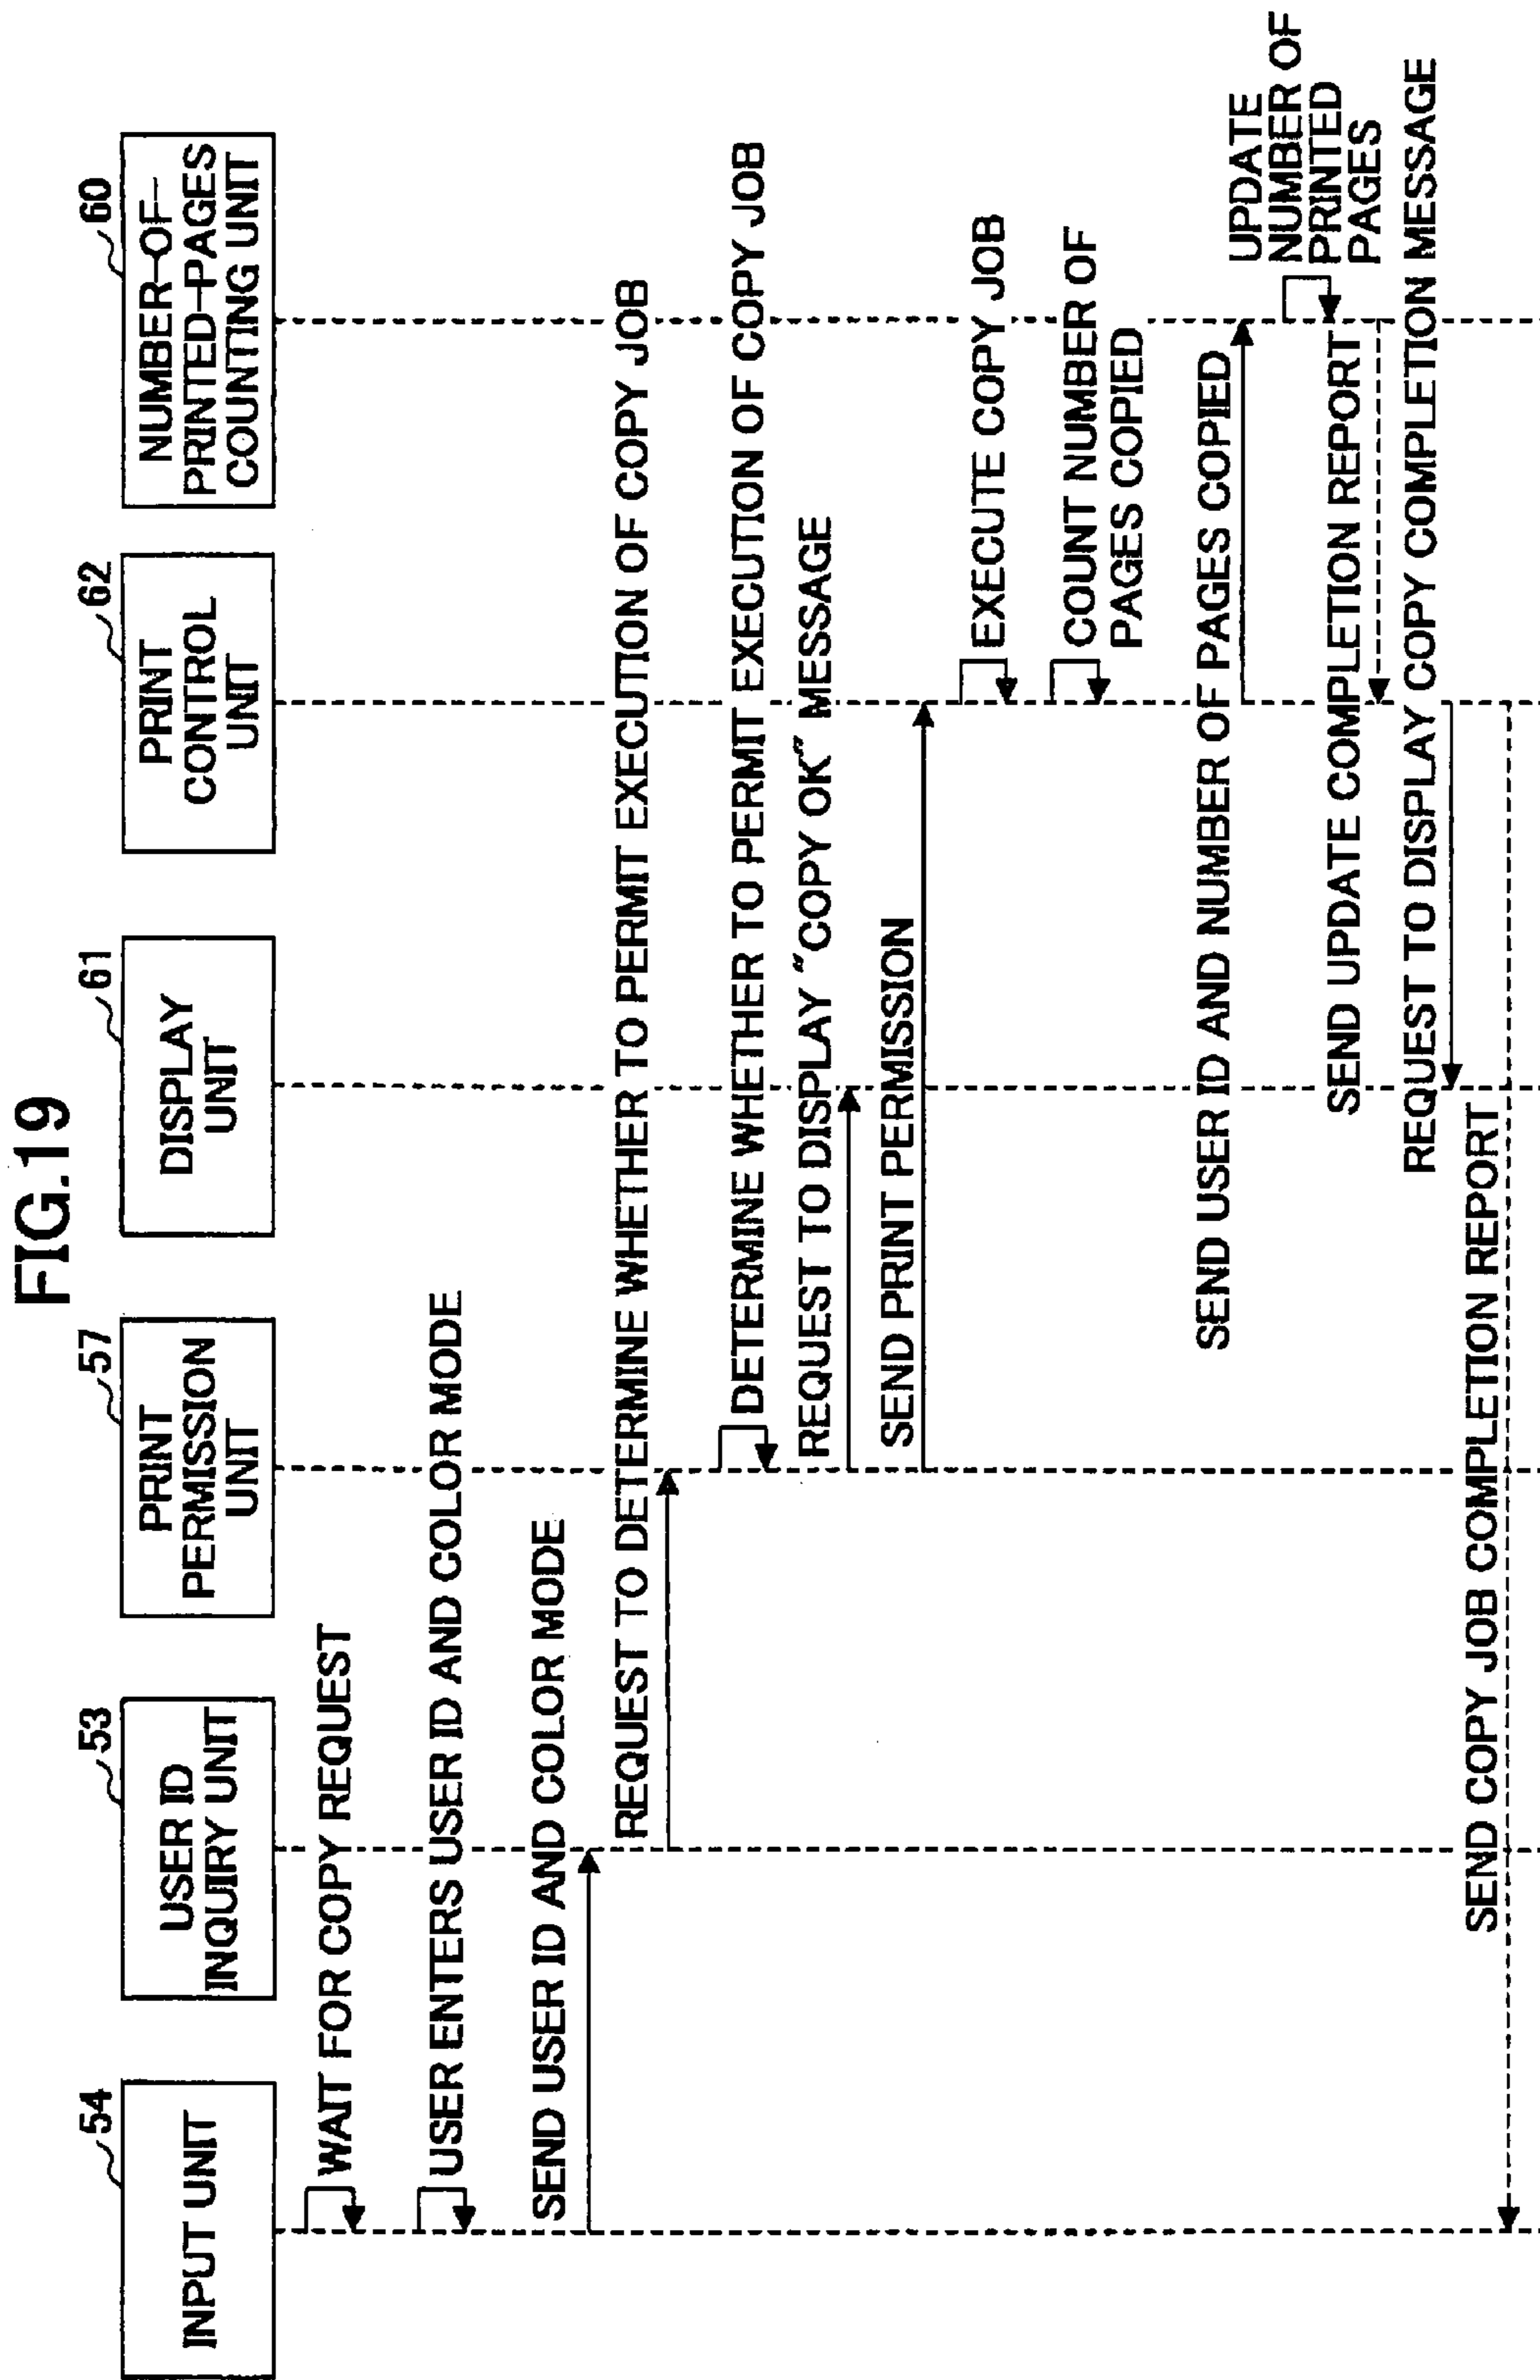 FIG.19
54
INPUT UNIT
53
USER ID
INQUIRY UNIT
57
PRINT
PERMISSION
UNIT
61
DISPLAY
UNIT
62
PRINT
CONTROL
UNIT
60
NUMBER-OF-
PRINTED-PAGES
COUNTING UNIT
WAIT FOR COPY REQUEST
USER ENTERS USER ID AND COLOR MODE
SEND USER ID AND COLOR MODE
REQUEST TO DETERMINE WHETHER TO PERMIT EXECUTION OF COPY JOB
DETERMINE WHETHER TO PERMIT EXECUTION OF COPY JOB
REQUEST TO DISPLAY "COPY OK" MESSAGE
SEND PRINT PERMISSION
EXECUTE COPY JOB
COUNT NUMBER OF
PAGES COPIED
SEND USER ID AND NUMBER OF PAGES COPIED
UPDATE
NUMBER OF
PRINTED
PAGES
SEND UPDATE COMPLETION REPORT
REQUEST TO DISPLAY COPY COMPLETION MESSAGE
SEND COPY JOB COMPLETION REPORT